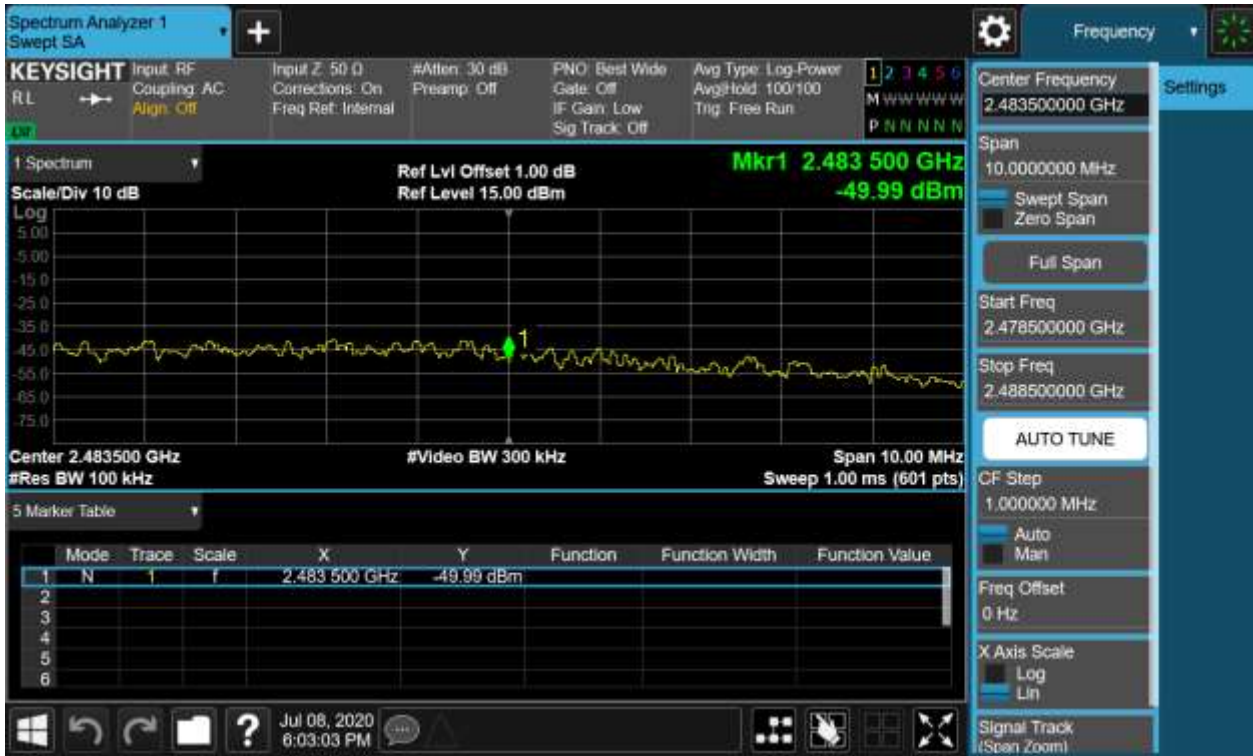 Spectrum Analyzer 1
Swept SA
+
Frequency
KEYSIGHT
RL
Input: RF
Coupling: AC
Align: Off
Input Z: 50 Ω
Corrections: On
Freq Ref: Internal
#Atten: 30 dB
Preamp: Off
PNO: Best Wide
Gate: Off
IF Gain: Low
Sig Track: Off
Avg Type: Log-Power
Avg|Hold: 100/100
Trig: Free Run
1 2 3 4 5 6
M W W W W W
P N N N N N
1 Spectrum
Scale/Div 10 dB
Ref Lvl Offset 1.00 dB
Ref Level 15.00 dBm
Mkr1 2.483 500 GHz
-49.99 dBm
Log
5.00
-5.00
-15.0
-25.0
-35.0
-45.0
-55.0
-65.0
-75.0
1
Center 2.483500 GHz
#Res BW 100 kHz
#Video BW 300 kHz
Span 10.00 MHz
Sweep 1.00 ms (601 pts)
5 Marker Table
Mode Trace Scale X Y Function Function Width Function Value
1 N 1 f 2.483 500 GHz -49.99 dBm
2
3
4
5
6
Jul 08, 2020
6:03:03 PM
?
Center Frequency
2.483500000 GHz
Settings
Span
10.0000000 MHz
Swept Span
Zero Span
Full Span
Start Freq
2.478500000 GHz
Stop Freq
2.488500000 GHz
AUTO TUNE
CF Step
1.000000 MHz
Auto
Man
Freq Offset
0 Hz
X Axis Scale
Log
Lin
Signal Track
(Span Zoom)